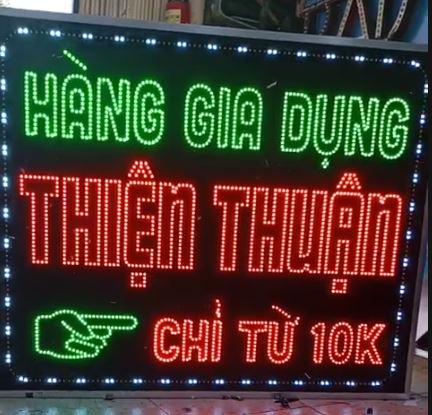 HÀNG GIA DỤNG
THIỆN THUẬN
CHỈ TỪ 10K